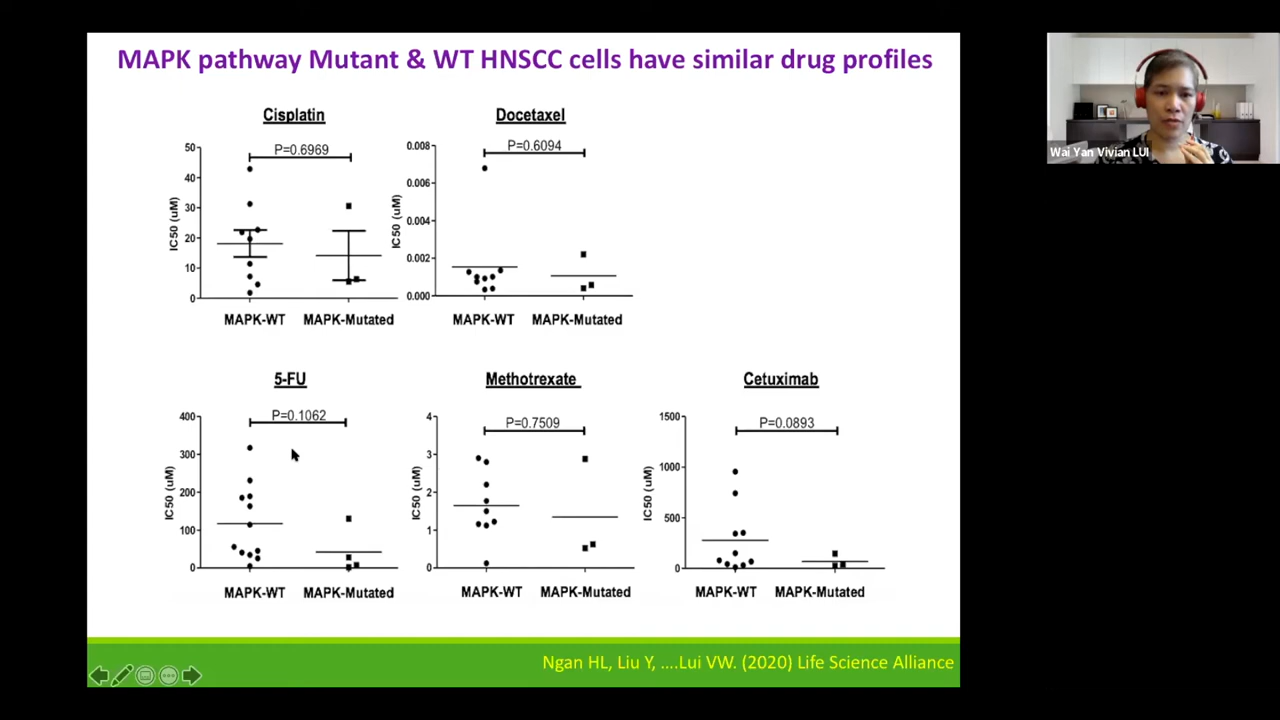 MAPK pathway Mutant & WT HNSCC cells have similar drug profiles
Wai Yan Vivian LUI
Cisplatin
P=0.6969
IC50 (uM)
50
40
30
20
10
0
MAPK-WT MAPK-Mutated
Docetaxel
P=0.6094
IC50 (uM)
0.008
0.006
0.004
0.002
0.000
MAPK-WT MAPK-Mutated
5-FU
P=0.1062
IC50 (uM)
400
300
200
100
0
MAPK-WT MAPK-Mutated
Methotrexate
P=0.7509
IC50 (uM)
4
3
2
1
0
MAPK-WT MAPK-Mutated
Cetuximab
P=0.0893
IC50 (uM)
1500
1000
500
0
MAPK-WT MAPK-Mutated
Ngan HL, Liu Y, ....Lui VW. (2020) Life Science Alliance